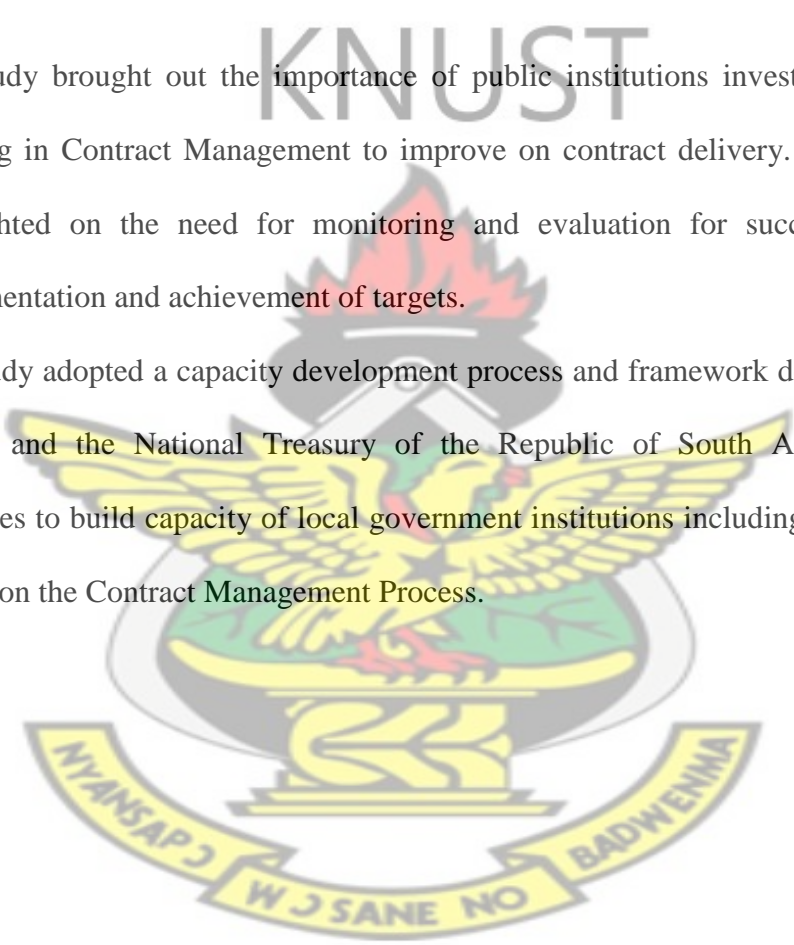 KNUST
udy brought out the importance of public institutions invest
g in Contract Management to improve on contract delivery.
hted on the need for monitoring and evaluation for succ
nentation and achievement of targets.
udy adopted a capacity development process and framework d
and the National Treasury of the Republic of South A
es to build capacity of local government institutions including
on the Contract Management Process.
NYANSAPƆ
WƆ SANE NO
BADWENMA